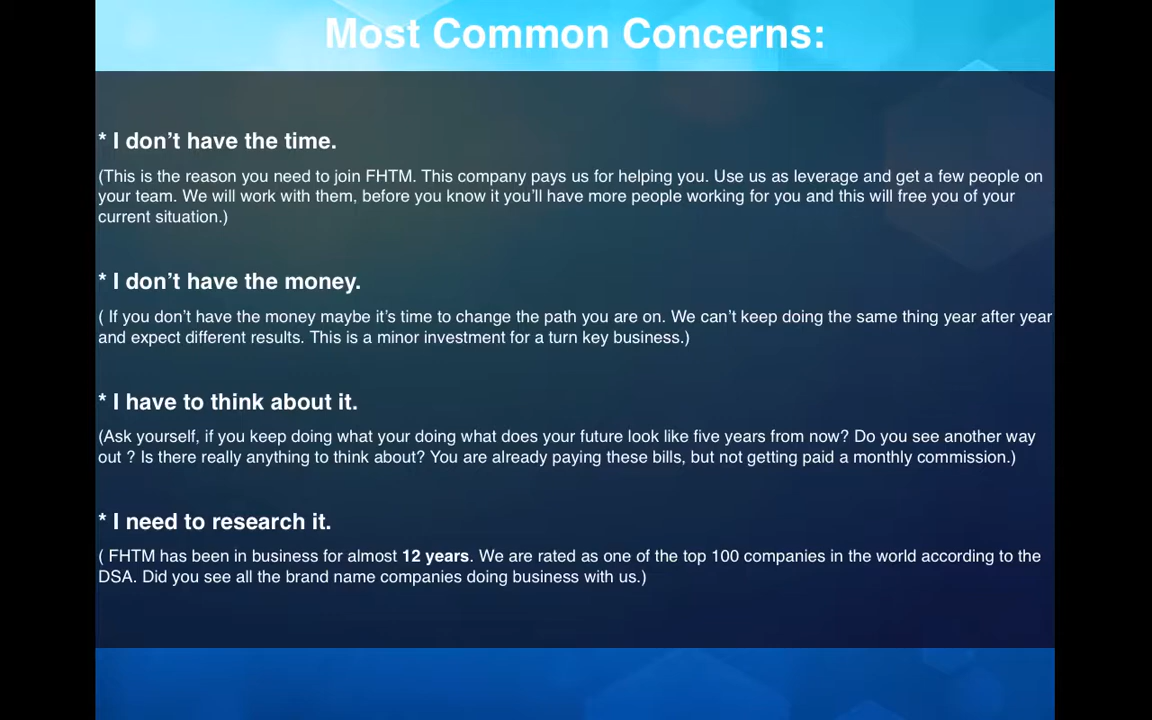 Most Common Concerns:
* I don’t have the time.
(This is the reason you need to join FHTM. This company pays us for helping you. Use us as leverage and get a few people on
your team. We will work with them, before you know it you’ll have more people working for you and this will free you of your
current situation.)
* I don’t have the money.
( If you don’t have the money maybe it’s time to change the path you are on. We can’t keep doing the same thing year after year
and expect different results. This is a minor investment for a turn key business.)
* I have to think about it.
(Ask yourself, if you keep doing what your doing what does your future look like five years from now? Do you see another way
out ? Is there really anything to think about? You are already paying these bills, but not getting paid a monthly commission.)
* I need to research it.
( FHTM has been in business for almost 12 years. We are rated as one of the top 100 companies in the world according to the
DSA. Did you see all the brand name companies doing business with us.)